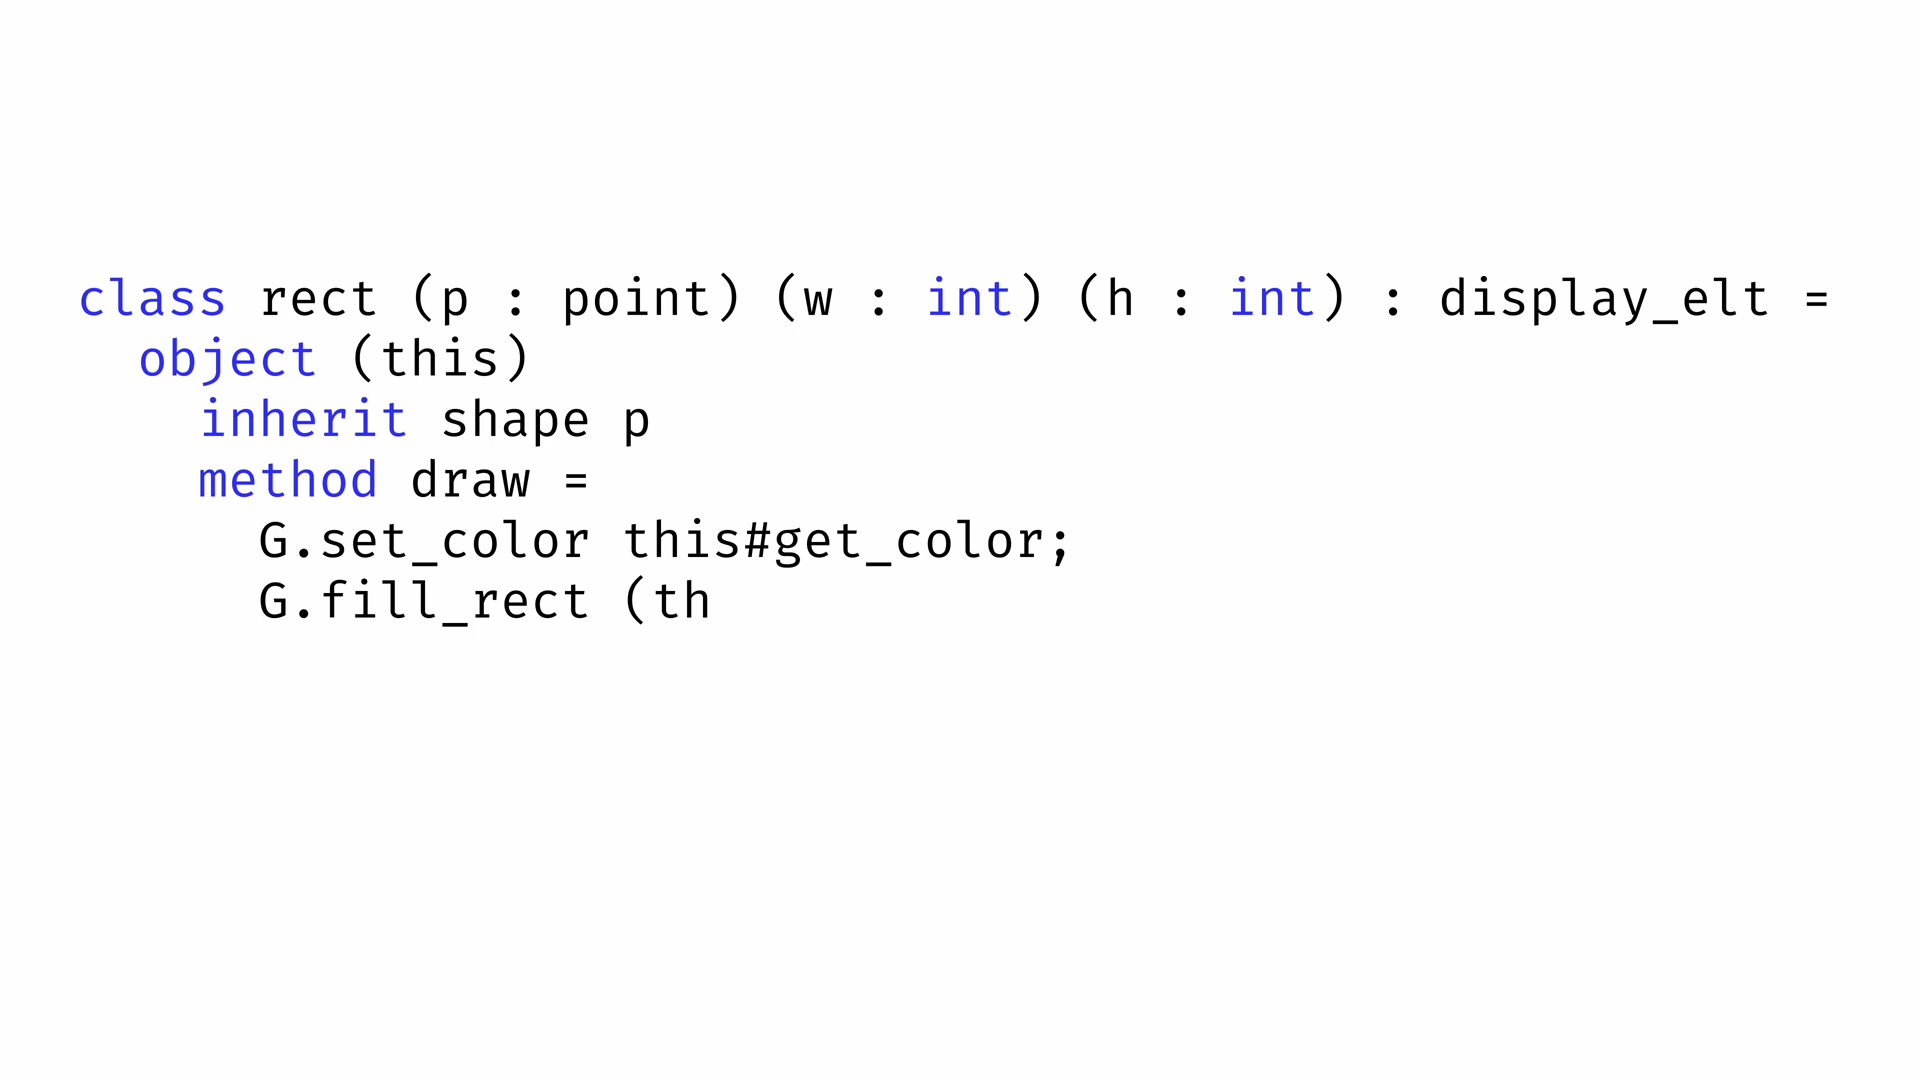 class rect (p : point) (w : int) (h : int) : display_elt =
  object (this)
    inherit shape p
    method draw =
      G.set_color this#get_color;
      G.fill_rect (th